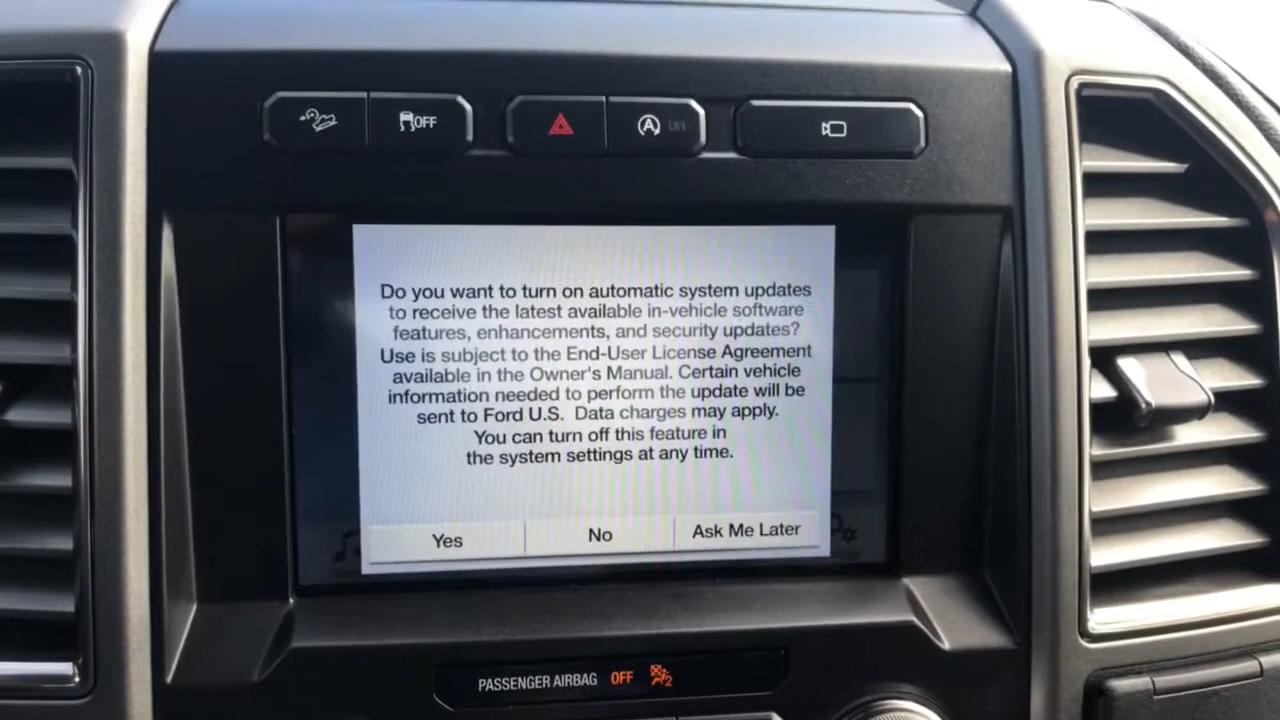 OFF
A OFF
Do you want to turn on automatic system updates
to receive the latest available in-vehicle software
features, enhancements, and security updates?
Use is subject to the End-User License Agreement
available in the Owner's Manual. Certain vehicle
information needed to perform the update will be
sent to Ford U.S. Data charges may apply.
You can turn off this feature in
the system settings at any time.
Yes No Ask Me Later
PASSENGER AIRBAG OFF 2